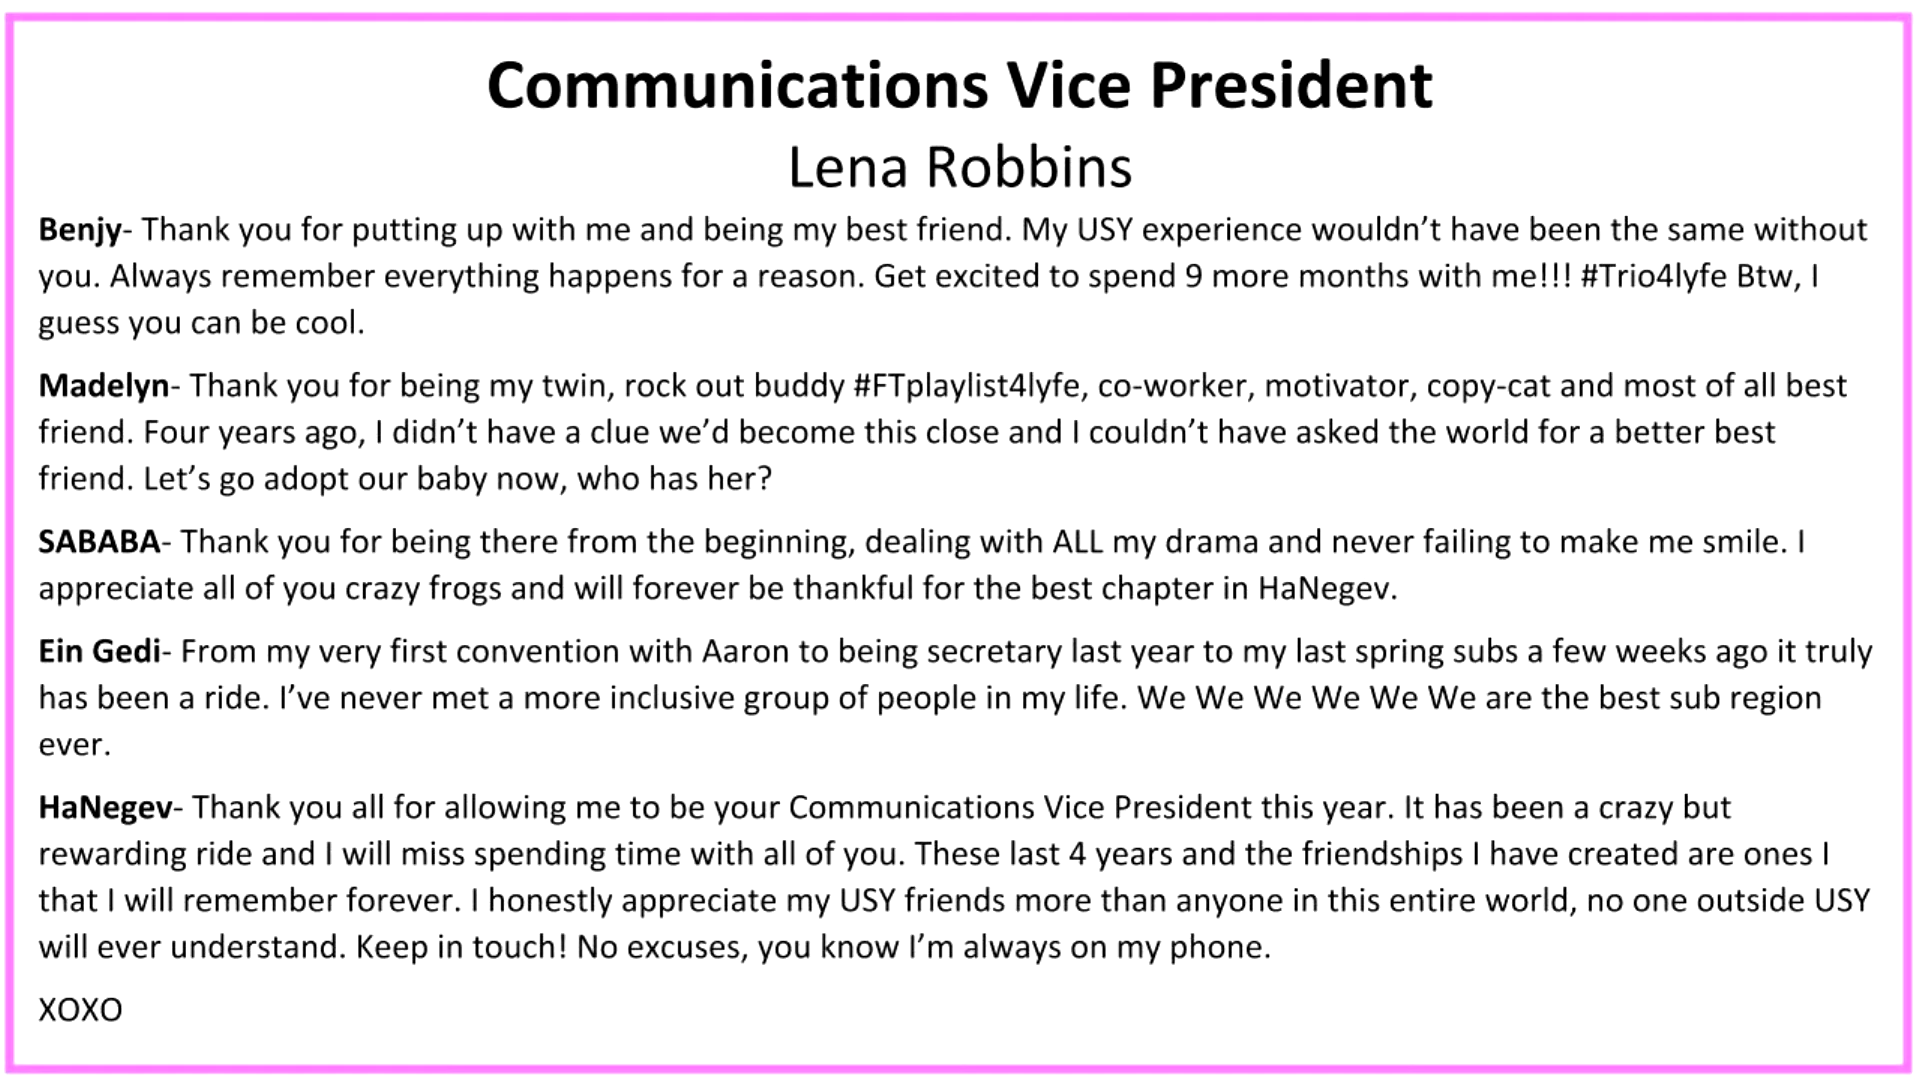 Communications Vice President
Lena Robbins
Benjy- Thank you for putting up with me and being my best friend. My USY experience wouldn’t have been the same without
you. Always remember everything happens for a reason. Get excited to spend 9 more months with me!!! #Trio4lyfe Btw, I
guess you can be cool.
Madelyn- Thank you for being my twin, rock out buddy #FTplaylist4lyfe, co-worker, motivator, copy-cat and most of all best
friend. Four years ago, I didn’t have a clue we’d become this close and I couldn’t have asked the world for a better best
friend. Let’s go adopt our baby now, who has her?
SABABA- Thank you for being there from the beginning, dealing with ALL my drama and never failing to make me smile. I
appreciate all of you crazy frogs and will forever be thankful for the best chapter in HaNegev.
Ein Gedi- From my very first convention with Aaron to being secretary last year to my last spring subs a few weeks ago it truly
has been a ride. I’ve never met a more inclusive group of people in my life. We We We We We We are the best sub region
ever.
HaNegev- Thank you all for allowing me to be your Communications Vice President this year. It has been a crazy but
rewarding ride and I will miss spending time with all of you. These last 4 years and the friendships I have created are ones I
that I will remember forever. I honestly appreciate my USY friends more than anyone in this entire world, no one outside USY
will ever understand. Keep in touch! No excuses, you know I’m always on my phone.
XOXO